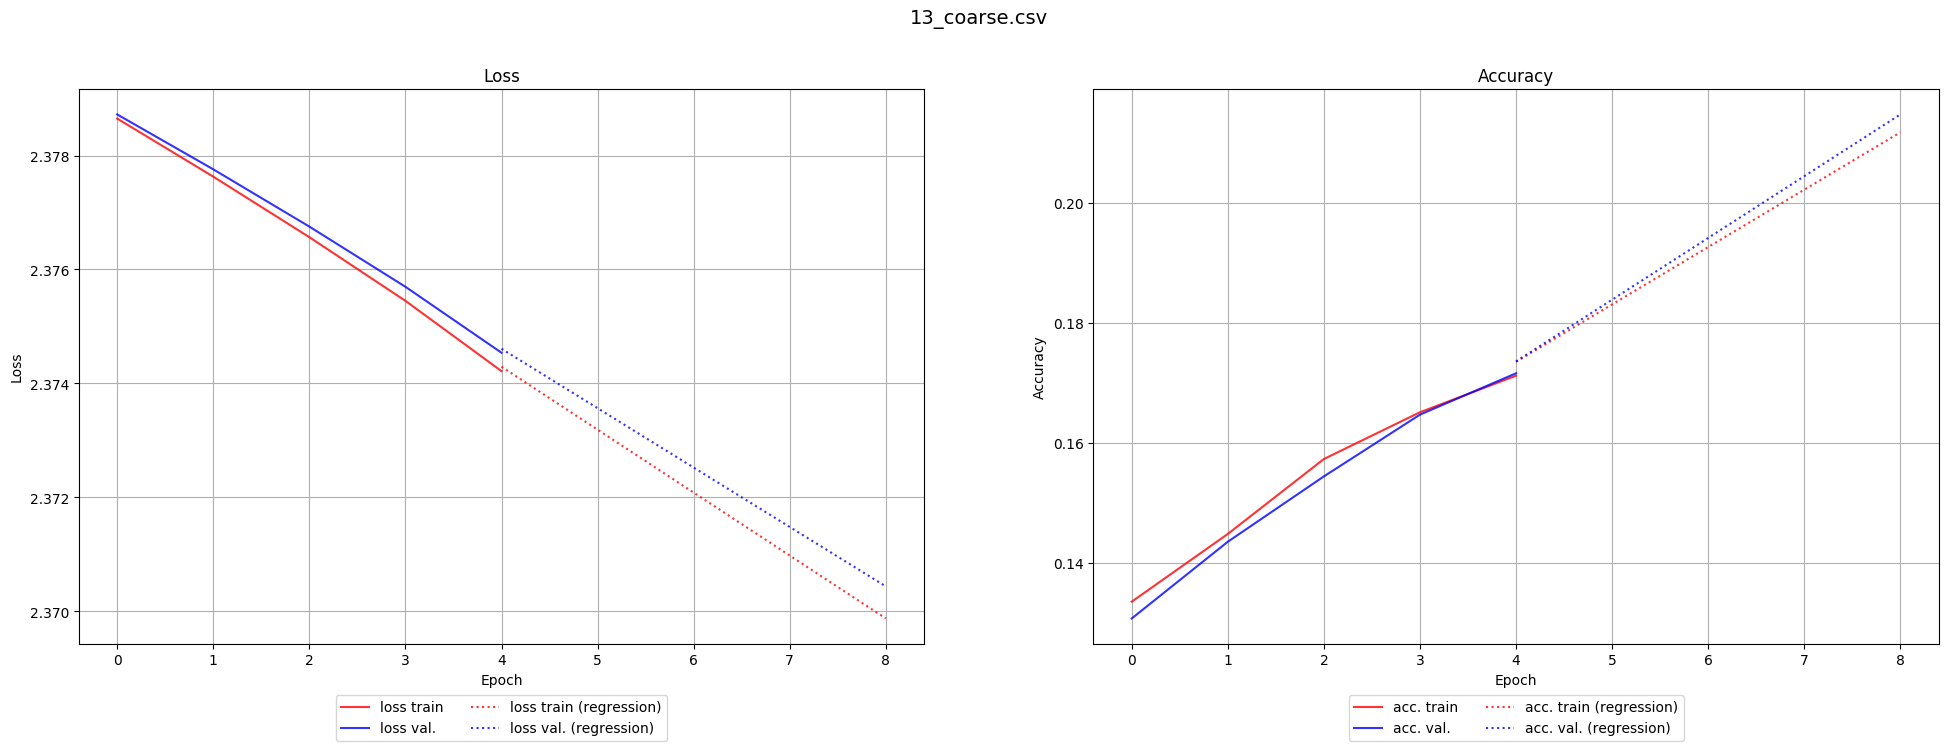 13_coarse.csv
Loss
Loss
2.378
2.376
2.374
2.372
2.370
0 1 2 3 4 5 6 7 8
Epoch
loss train loss train (regression)
loss val. loss val. (regression)
Accuracy
Accuracy
0.20
0.18
0.16
0.14
0 1 2 3 4 5 6 7 8
Epoch
acc. train acc. train (regression)
acc. val. acc. val. (regression)